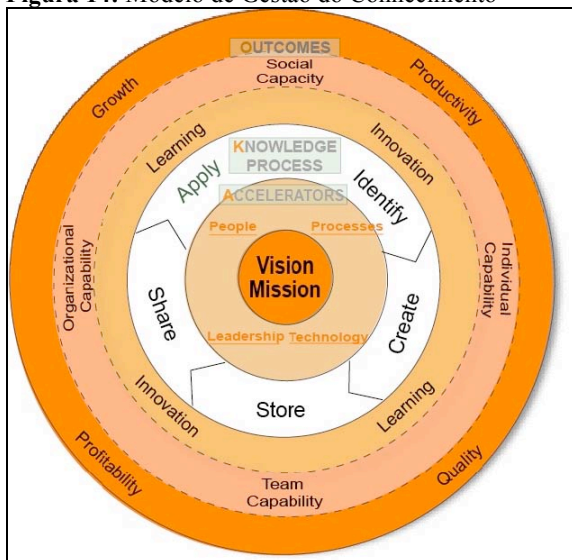 Figura 14: Modelo de Gestão do Conhecimento
OUTCOMES
Social
Capacity
Growth
Productivity
Learning
Innovation
KNOWLEDGE
PROCESS
Apply
Identify
ACCELERATORS
People
Processes
Vision
Mission
Organizational
Capability
Individual
Capability
Share
Create
Leadership
Technology
Store
Innovation
Learning
Team
Capability
Profitability
Quality